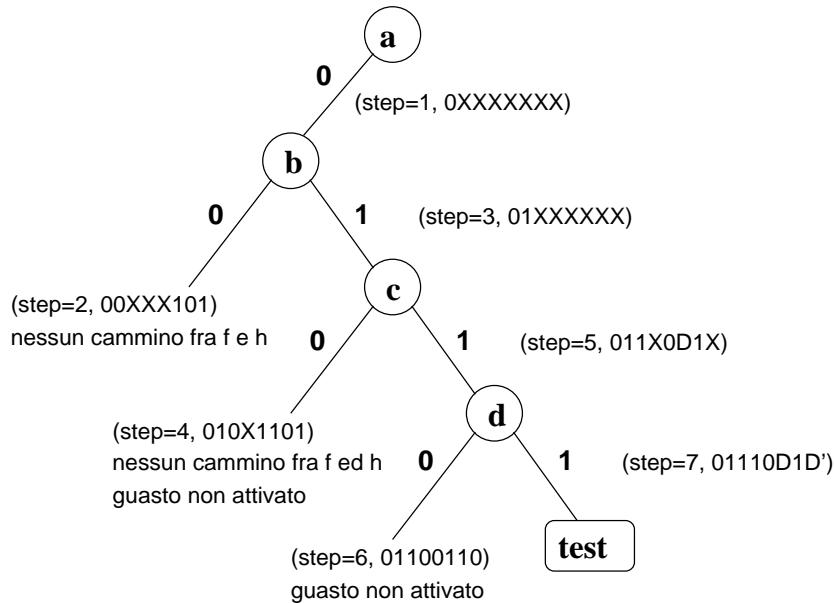 a
0
(step=1, 0XXXXXXX)
b
0
1
(step=3, 01XXXXXX)
(step=2, 00XXX101)
nessun cammino fra f e h
c
0
1
(step=5, 011X0D1X)
(step=4, 010X1101)
nessun cammino fra f ed h
guasto non attivato
d
0
1
(step=7, 01110D1D’)
(step=6, 01100110)
guasto non attivato
test